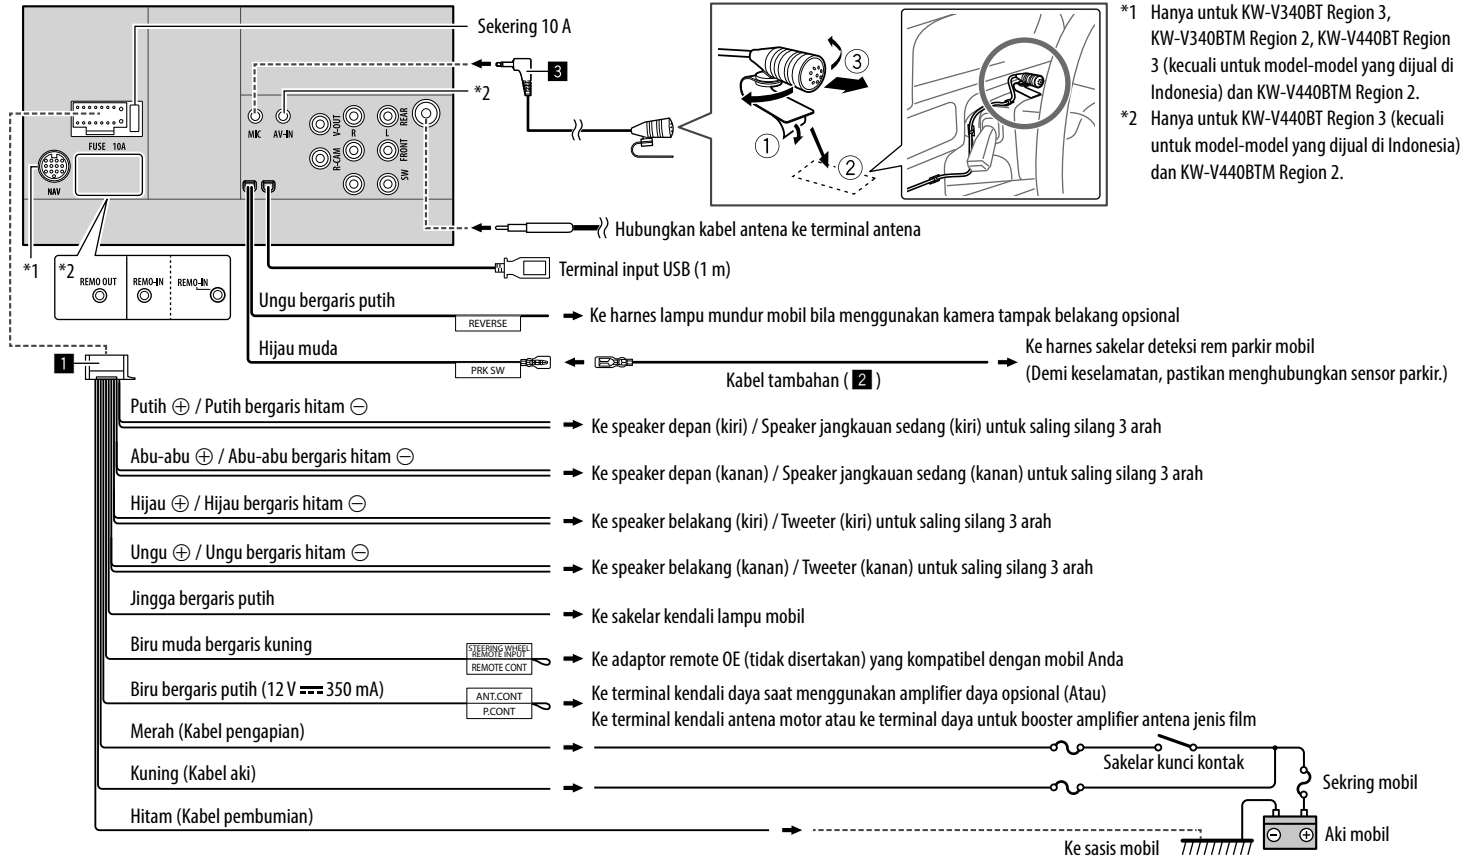 Sekering 10 A
3
*2
MIC
AV-IN
V-OUT
R
L
REAR
R-CAM
SW
FRONT
FUSE 10A
NAV
*1
*2
REMO OUT
REMO-IN
REMO-IN
1
2
3
*1 Hanya untuk KW-V340BT Region 3,
KW-V340BTM Region 2, KW-V440BT Region
3 (kecuali untuk model-model yang dijual di
Indonesia) dan KW-V440BTM Region 2.
*2 Hanya untuk KW-V440BT Region 3 (kecuali
untuk model-model yang dijual di Indonesia)
dan KW-V440BTM Region 2.
Hubungkan kabel antena ke terminal antena
Terminal input USB (1 m)
Ungu bergaris putih
REVERSE
Ke harnes lampu mundur mobil bila menggunakan kamera tampak belakang opsional
Hijau muda
PRK SW
Kabel tambahan ( 2 )
Ke harnes sakelar deteksi rem parkir mobil
(Demi keselamatan, pastikan menghubungkan sensor parkir.)
1
Putih ⊕ / Putih bergaris hitam ⊖
Ke speaker depan (kiri) / Speaker jangkauan sedang (kiri) untuk saling silang 3 arah
Abu-abu ⊕ / Abu-abu bergaris hitam ⊖
Ke speaker depan (kanan) / Speaker jangkauan sedang (kanan) untuk saling silang 3 arah
Hijau ⊕ / Hijau bergaris hitam ⊖
Ke speaker belakang (kiri) / Tweeter (kiri) untuk saling silang 3 arah
Ungu ⊕ / Ungu bergaris hitam ⊖
Ke speaker belakang (kanan) / Tweeter (kanan) untuk saling silang 3 arah
Jingga bergaris putih
Ke sakelar kendali lampu mobil
Biru muda bergaris kuning
STEERING WHEEL
REMOTE INPUT
REMOTE CONT
Ke adaptor remote OE (tidak disertakan) yang kompatibel dengan mobil Anda
Biru bergaris putih (12 V ⎓ 350 mA)
ANT.CONT
P.CONT
Ke terminal kendali daya saat menggunakan amplifier daya opsional (Atau)
Ke terminal kendali antena motor atau ke terminal daya untuk booster amplifier antena jenis film
Merah (Kabel pengapian)
Sakelar kunci kontak
Kuning (Kabel aki)
Sekring mobil
Hitam (Kabel pembumian)
Ke sasis mobil
⊖ ⊕
Aki mobil